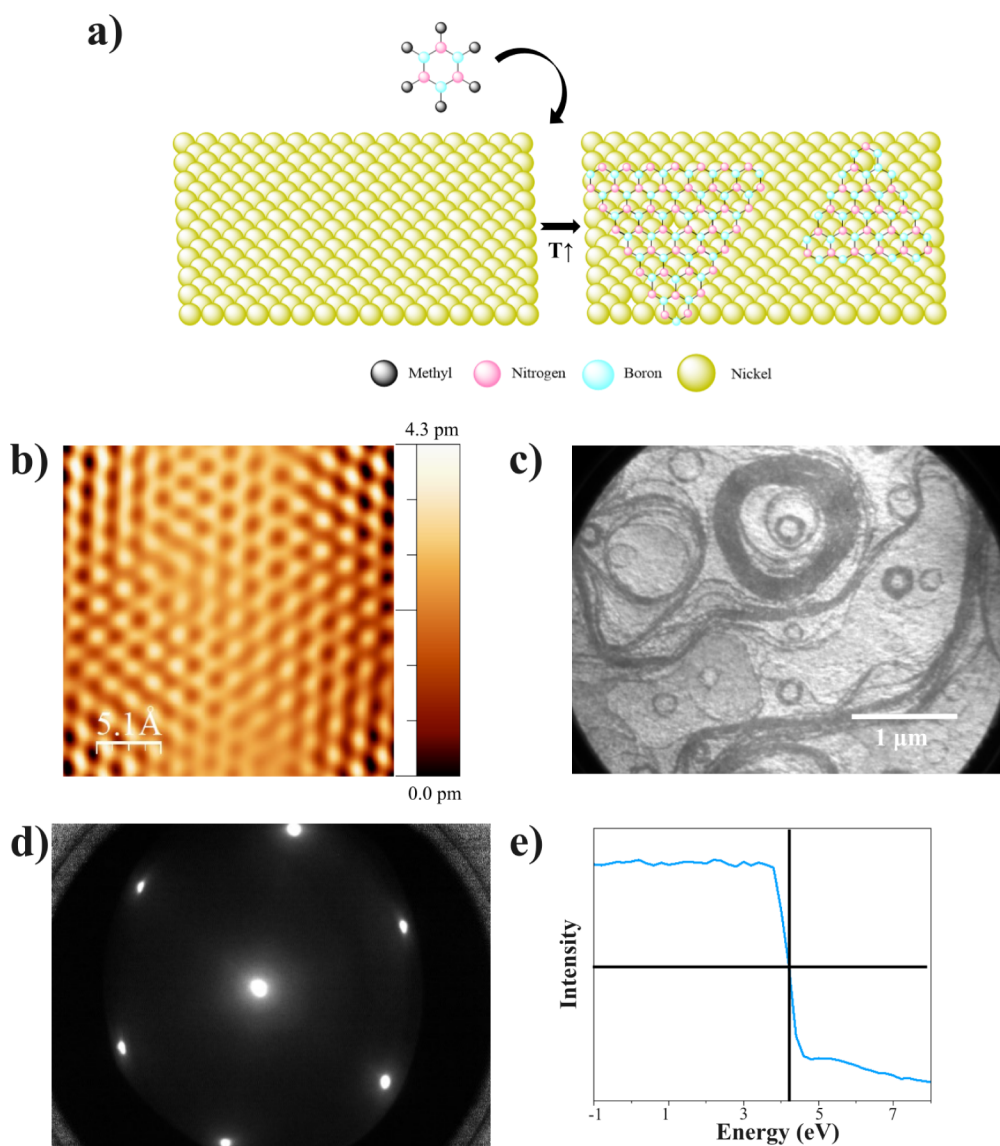 a)
T↑
Methyl Nitrogen Boron Nickel
b)
4.3 pm
5.1Å
0.0 pm
c)
1 μm
d)
e)
Intensity
-1 1 3 5 7
Energy (eV)